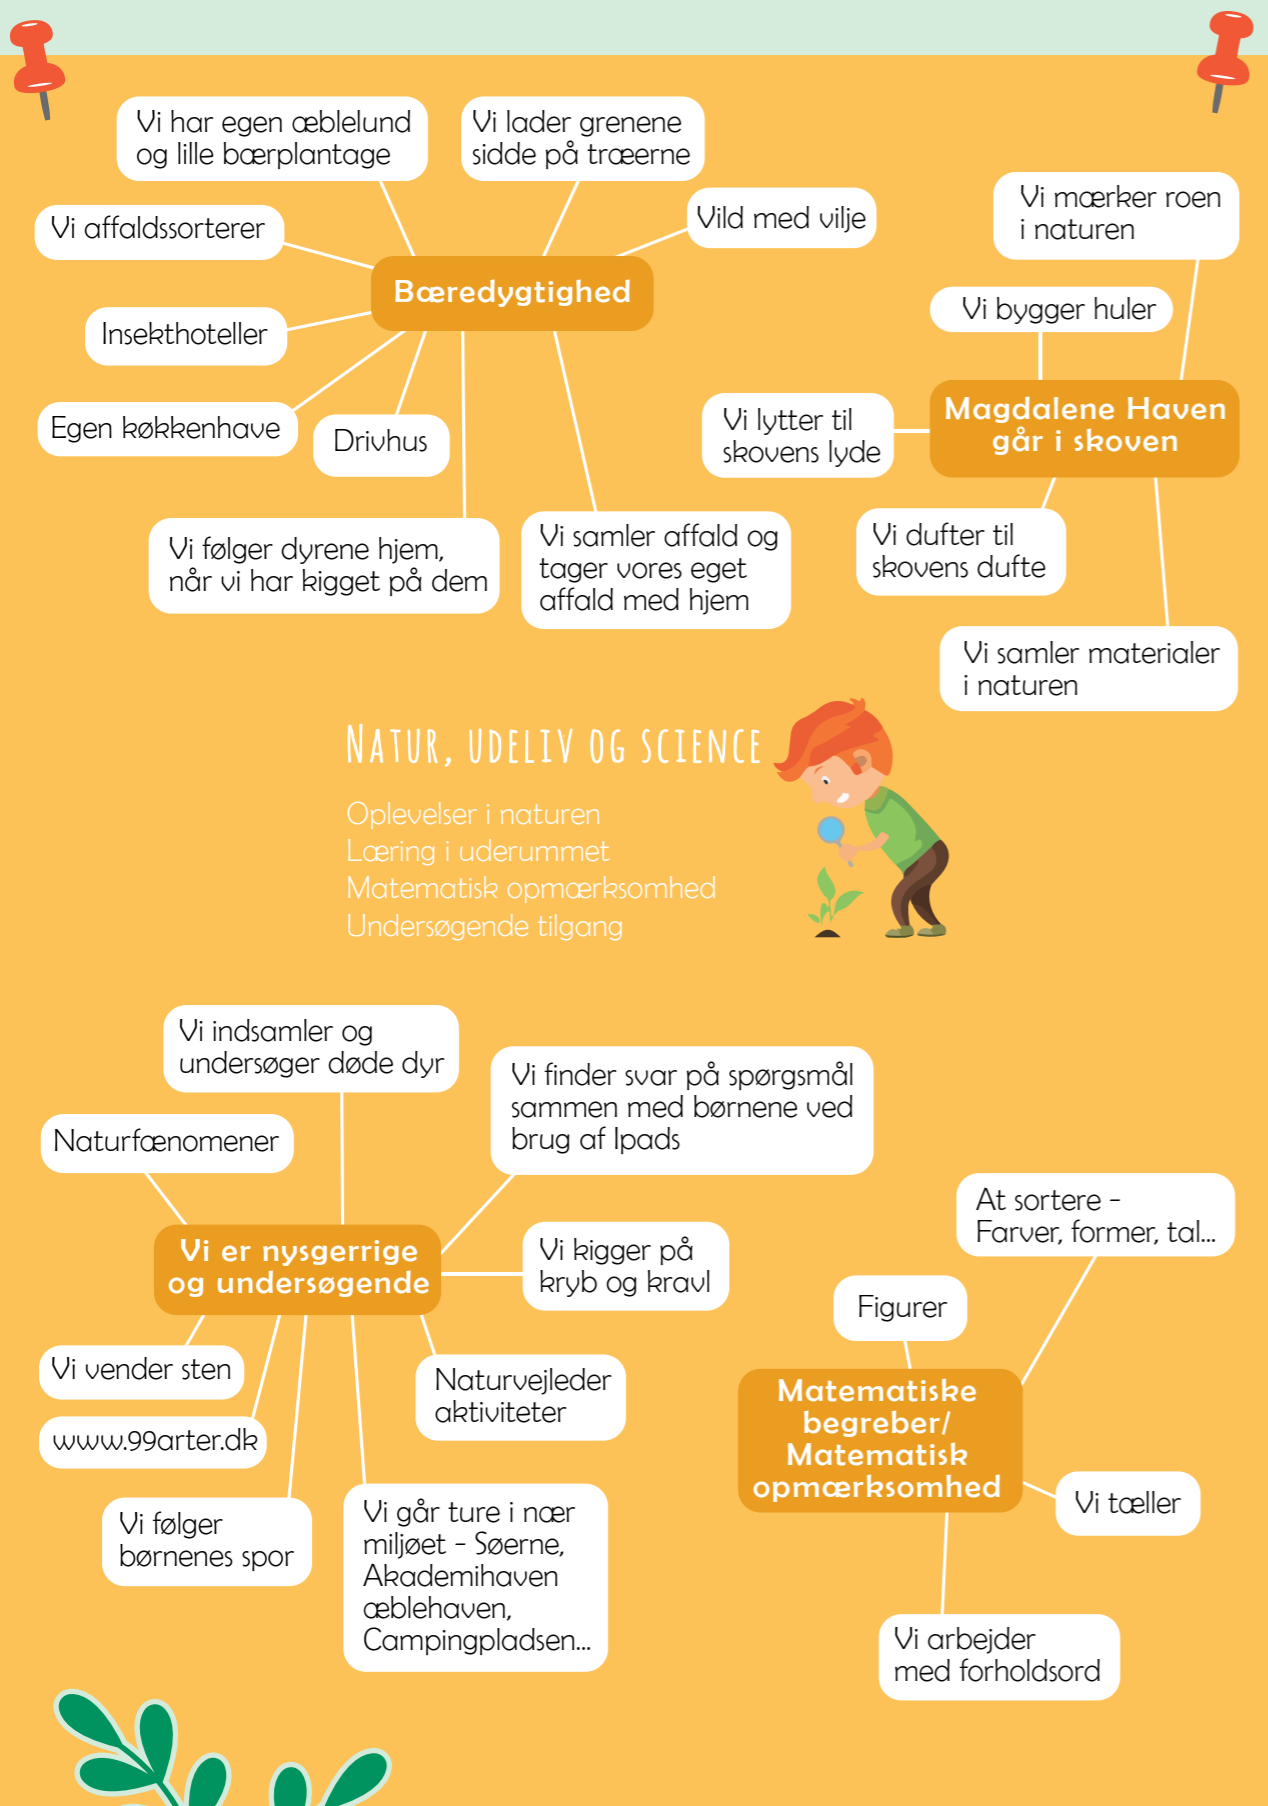 Vi har egen æblelund
og lille bærplantage
Vi lader grenene
sidde på træerne
Vild med vilje
Vi affaldssorterer
Bæredygtighed
Insekthoteller
Egen køkkenhave
Drivhus
Vi følger dyrene hjem,
når vi har kigget på dem
Vi samler affald og
tager vores eget
affald med hjem
Vi mærker roen
i naturen
Vi bygger huler
Magdalene Haven
går i skoven
Vi lytter til
skovens lyde
Vi dufter til
skovens dufte
Vi samler materialer
i naturen
Natur, udeliv og science
Oplevelser i naturen
Læring i uderummet
Matematisk opmærksomhed
Undersøgende tilgang
Vi indsamler og
undersøger døde dyr
Vi finder svar på spørgsmål
sammen med børnene ved
brug af Ipads
Naturfænomener
Vi er nysgerrige
og undersøgende
Vi kigger på
kryb og kravl
Vi vender sten
www.99arter.dk
Naturvejleder
aktiviteter
Vi følger
børnenes spor
Vi går ture i nær
miljøet - Søerne,
Akademihaven
æblehaven,
Campingpladsen...
At sortere -
Farver, former, tal...
Figurer
Matematiske
begreber/
Matematisk
opmærksomhed
Vi tæller
Vi arbejder
med forholdsord